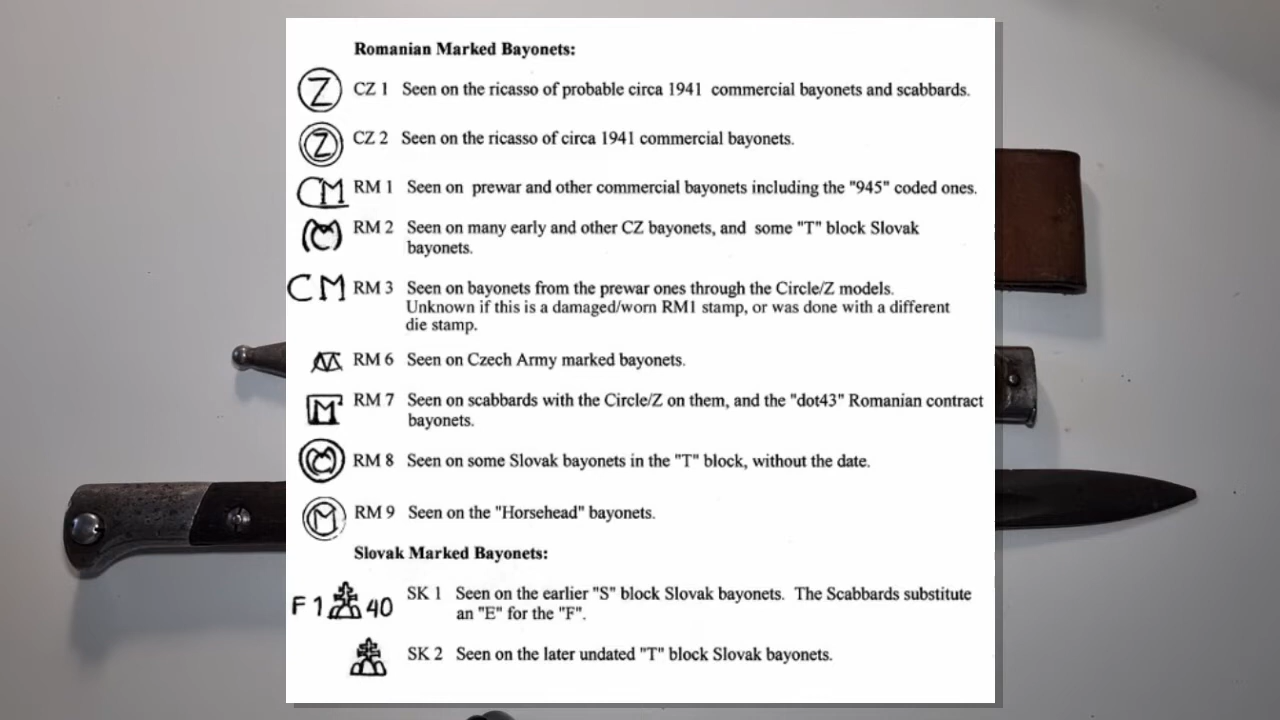 Romanian Marked Bayonets:
Z CZ 1 Seen on the ricasso of probable circa 1941 commercial bayonets and scabbards.
Z CZ 2 Seen on the ricasso of circa 1941 commercial bayonets.
CM RM 1 Seen on prewar and other commercial bayonets including the "945" coded ones.
CM RM 2 Seen on many early and other CZ bayonets, and some "T" block Slovak
bayonets.
CM RM 3 Seen on bayonets from the prewar ones through the Circle/Z models.
Unknown if this is a damaged/worn RM1 stamp, or was done with a different
die stamp.
RM 6 Seen on Czech Army marked bayonets.
M RM 7 Seen on scabbards with the Circle/Z on them, and the "dot43" Romanian contract
bayonets.
CM RM 8 Seen on some Slovak bayonets in the "T" block, without the date.
M RM 9 Seen on the "Horsehead" bayonets.
Slovak Marked Bayonets:
F 1 40 SK 1 Seen on the earlier "S" block Slovak bayonets. The Scabbards substitute
an "E" for the "F".
SK 2 Seen on the later undated "T" block Slovak bayonets.